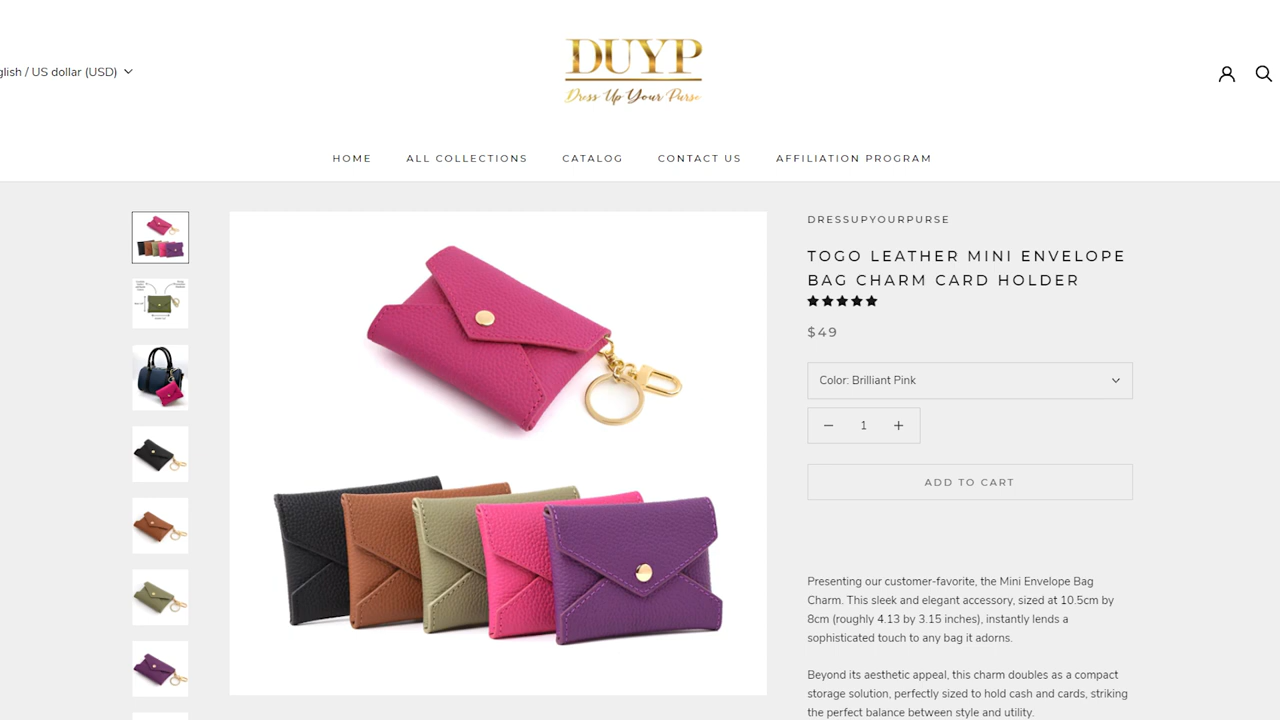 glish / US dollar (USD)
DUYP
Dress Up Your Purse
HOME ALL COLLECTIONS CATALOG CONTACT US AFFILIATION PROGRAM
DRESSUPYOURPURSE
TOGO LEATHER MINI ENVELOPE
BAG CHARM CARD HOLDER
$49
Color: Brilliant Pink
1
ADD TO CART
Presenting our customer-favorite, the Mini Envelope Bag
Charm. This sleek and elegant accessory, sized at 10.5cm by
8cm (roughly 4.13 by 3.15 inches), instantly lends a
sophisticated touch to any bag it adorns.
Beyond its aesthetic appeal, this charm doubles as a compact
storage solution, perfectly sized to hold cash and cards, striking
the perfect balance between style and utility.